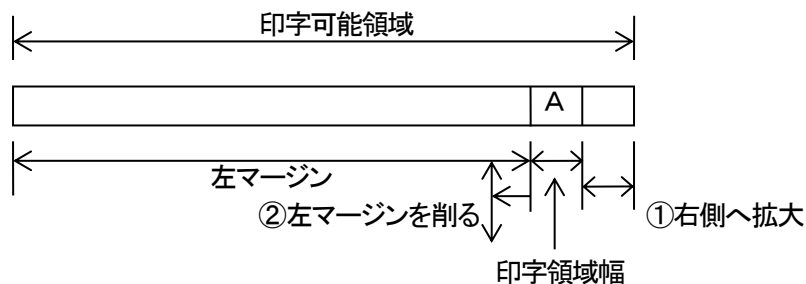 印字可能領域
A
左マージン
②左マージンを削る
①右側へ拡大
印字領域幅